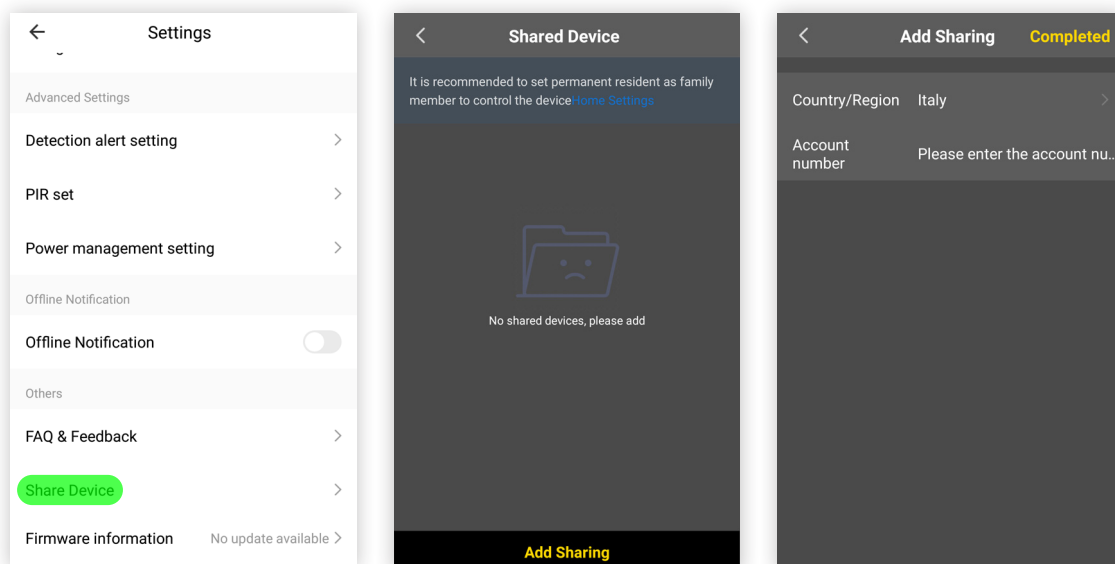 Settings
Advanced Settings
Detection alert setting
PIR set
Power management setting
Offline Notification
Offline Notification
Others
FAQ & Feedback
Share Device
Firmware information No update available
Shared Device
It is recommended to set permanent resident as family
member to control the deviceHome Settings
No shared devices, please add
Add Sharing
Add Sharing Completed
Country/Region Italy
Account
number
Please enter the account nu..